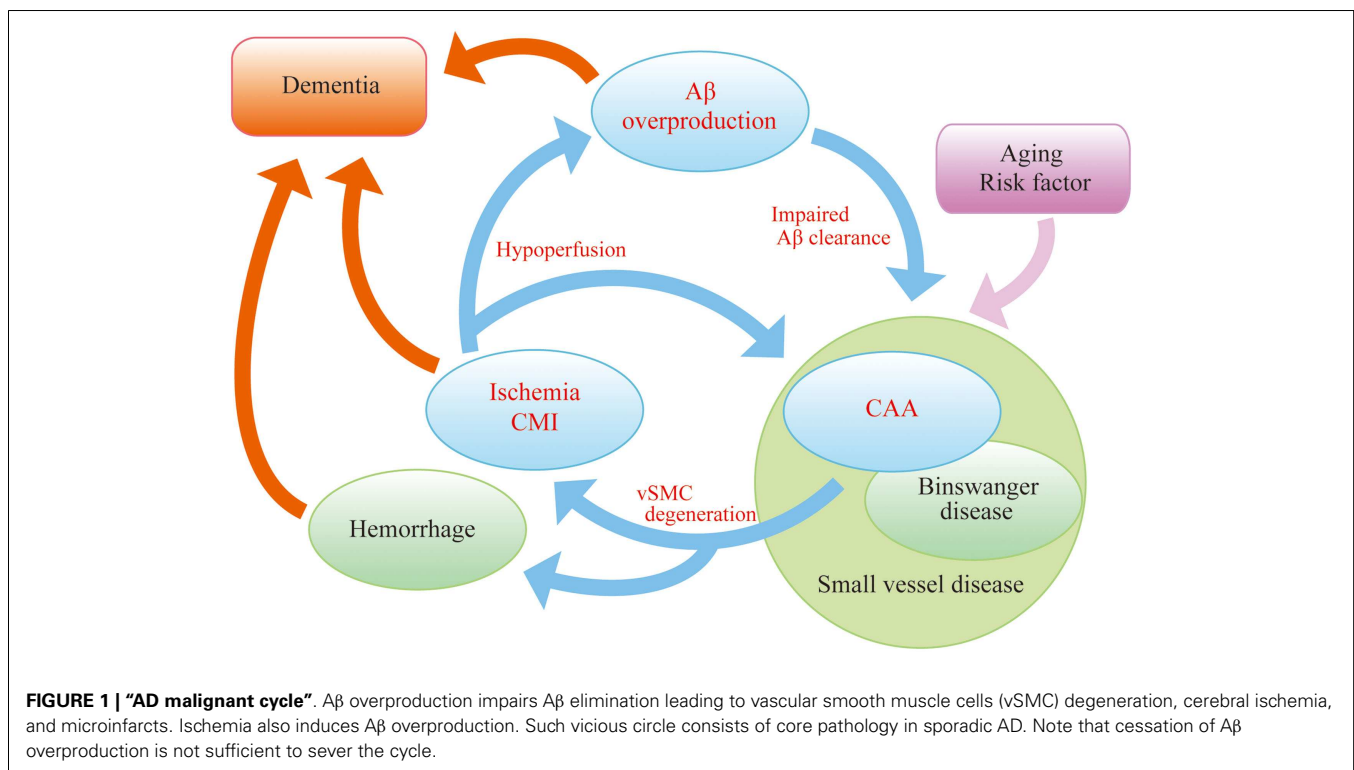 Dementia
Aβ
overproduction
Aging
Risk factor
Impaired
Aβ clearance
Hypoperfusion
Ischemia
CMI
CAA
vSMC
degeneration
Binswanger
disease
Hemorrhage
Small vessel disease
FIGURE 1 | "AD malignant cycle". Aβ overproduction impairs Aβ elimination leading to vascular smooth muscle cells (vSMC) degeneration, cerebral ischemia,
and microinfarcts. Ischemia also induces Aβ overproduction. Such vicious circle consists of core pathology in sporadic AD. Note that cessation of Aβ
overproduction is not sufficient to sever the cycle.